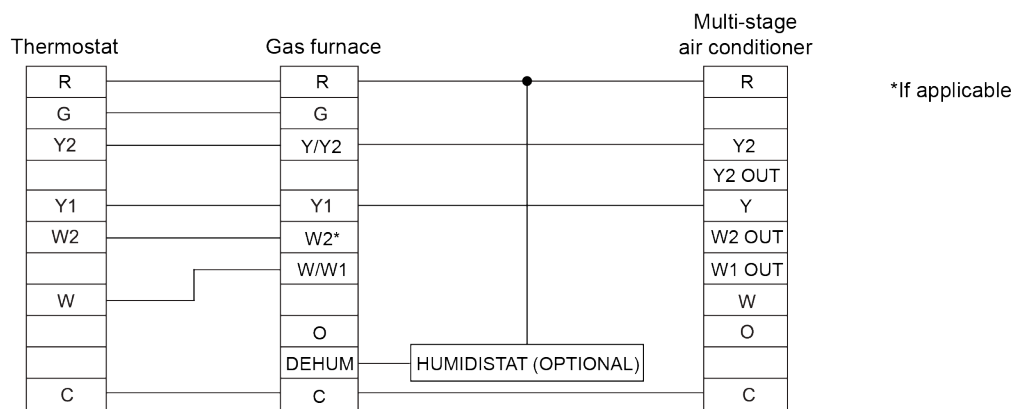 Multi-stage
Thermostat Gas furnace air conditioner
R R R *If applicable
G G
Y2 Y/Y2 Y2
Y2 OUT
Y1 Y1 Y
W2 W2* W2 OUT
W/W1 W1 OUT
W W
O O
DEHUM HUMIDISTAT (OPTIONAL)
C C C